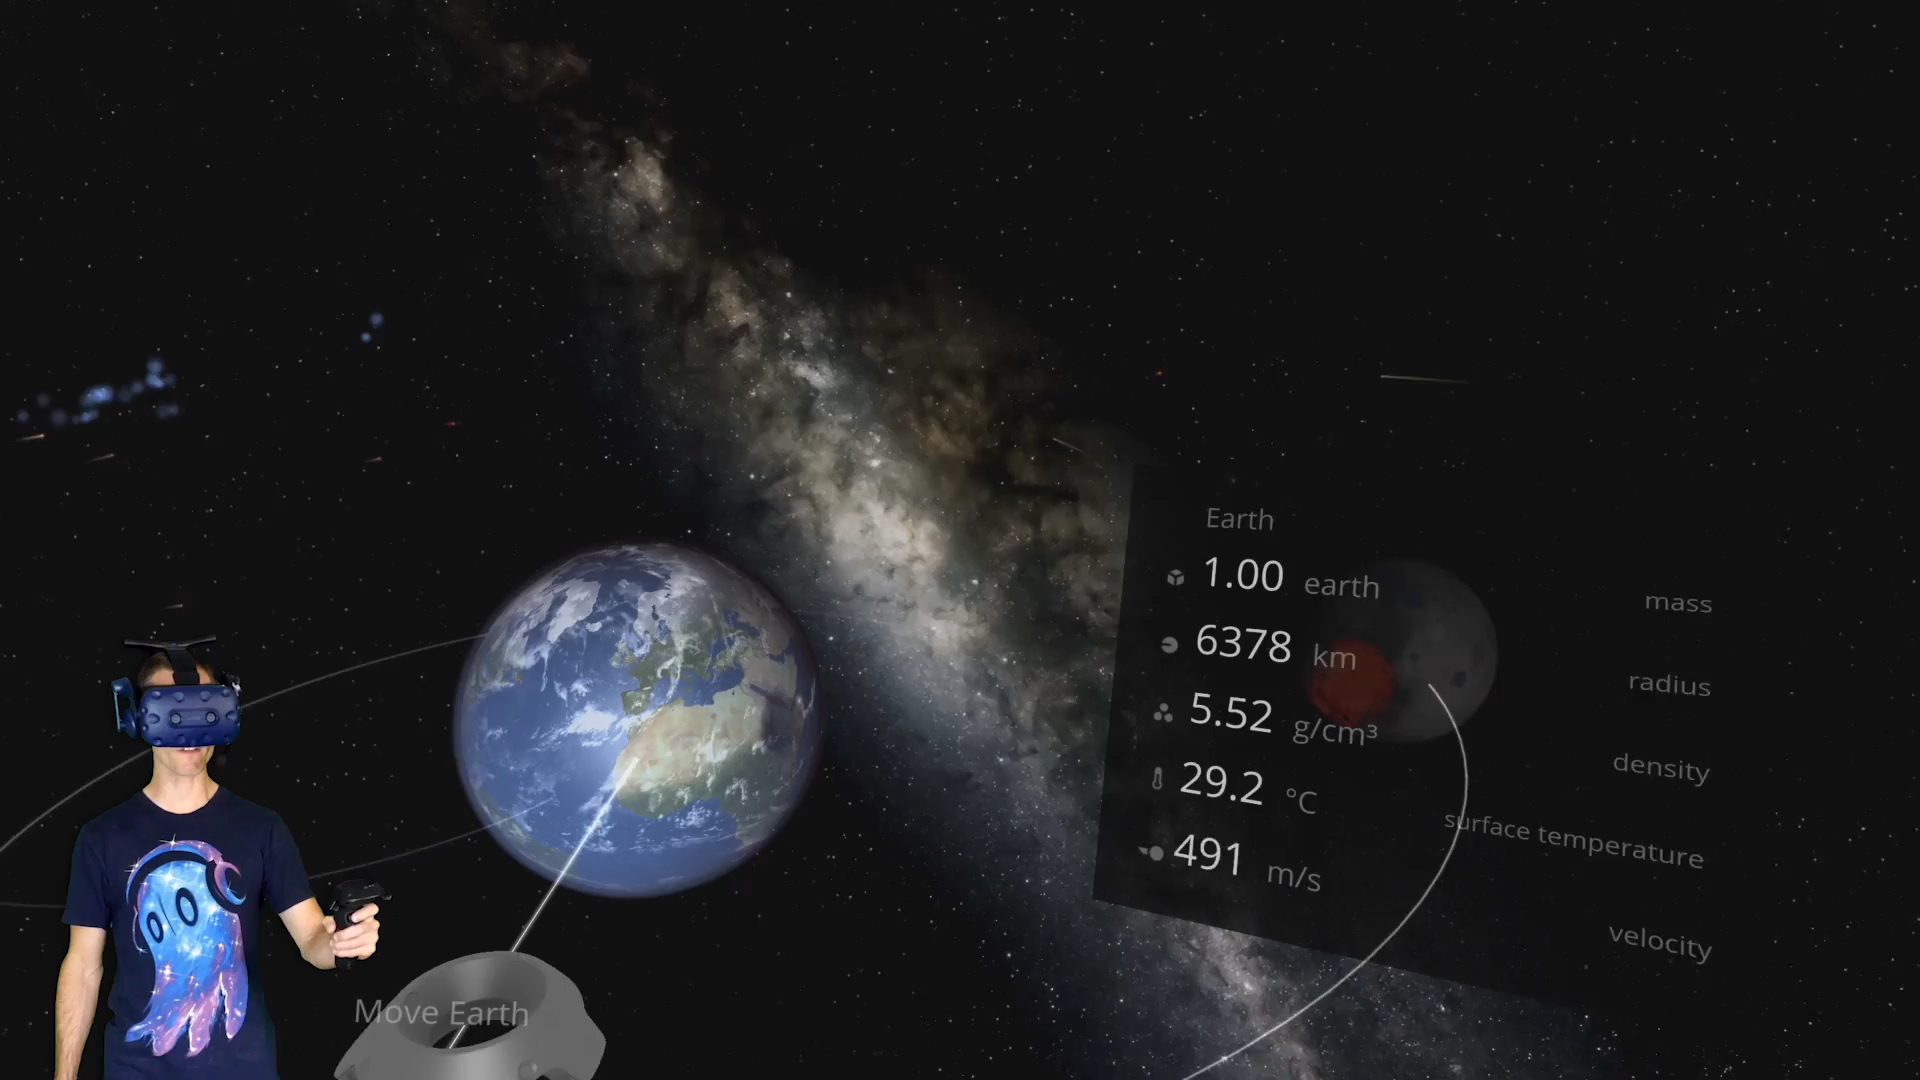 Earth
1.00 earth mass
6378 km radius
5.52 g/cm³ density
29.2 °C surface temperature
491 m/s velocity
Move Earth